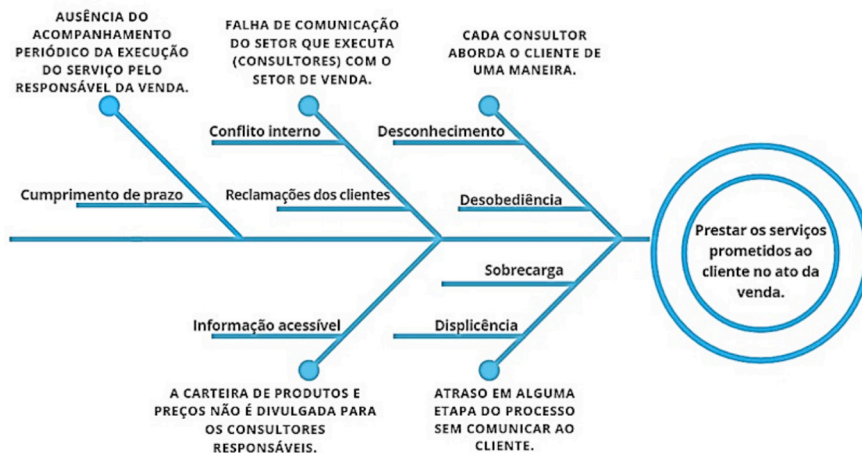 AUSÊNCIA DO
ACOMPANHAMENTO
PERIÓDICO DA EXECUÇÃO
DO SERVIÇO PELO
RESPONSÁVEL DA VENDA.
FALHA DE COMUNICAÇÃO
DO SETOR QUE EXECUTA
(CONSULTORES) COM O
SETOR DE VENDA.
CADA CONSULTOR
ABORDA O CLIENTE DE
UMA MANEIRA.
Conflito interno
Desconhecimento
Cumprimento de prazo
Reclamações dos clientes
Desobediência
Prestar os serviços
prometidos ao
cliente no ato da
venda.
Sobrecarga
Informação acessível
Displicência
A CARTEIRA DE PRODUTOS E
PREÇOS NÃO É DIVULGADA PARA
OS CONSULTORES
RESPONSÁVEIS.
ATRASO EM ALGUMA
ETAPA DO PROCESSO
SEM COMUNICAR AO
CLIENTE.